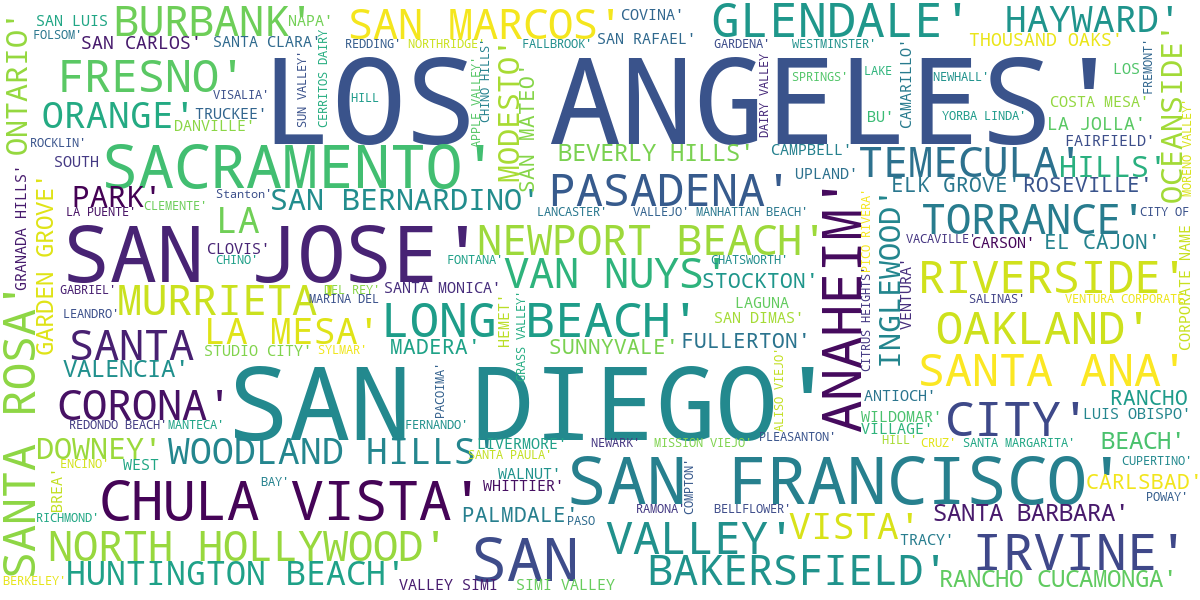 SAN LUIS
BURBANK'
NAPA'
SAN MARCOS'
COVINA'
GLENDALE'
HAYWARD'
FOLSOM'
SAN CARLOS'
SANTA CLARA'
REDDING'
NORTHRIDGE'
FALLBROOK'
SAN RAFAEL'
GARDENA'
WESTMINSTER'
THOUSAND OAKS'
ONTARIO'
FRESNO'
VISALIA'
SUN VALLEY'
CERRITOS DAIRY
LOS ANGELES'
HILL
APPLE VALLEY'
CHINO HILLS'
MODESTO'
SAN MATEO'
DAIRY VALLEY
SPRINGS'
LAKE
BU'
CAMARILLO'
NEWHALL'
YORBA LINDA'
LOS
COSTA MESA'
FREMONT'
OCEANSIDE'
MORENO VALLEY'
ORANGE'
TRUCKEE'
DANVILLE'
LA JOLLA'
FAIRFIELD'
ROCKLIN'
SOUTH
SACRAMENTO'
BEVERLY HILLS'
CAMPBELL'
UPLAND'
TEMECULA'
HILLS'
GRANADA HILLS'
PARK'
Stanton'
SAN BERNARDINO'
PASADENA'
ELK GROVE'
ROSEVILLE'
LA PUENTE'
CLEMENTE'
LA
LANCASTER'
VALLEJO'
MANHATTAN BEACH'
ANAHEIM'
PICO RIVERA'
INGLEWOOD'
TORRANCE'
CITY OF
GARDEN GROVE'
SAN JOSE'
CLOVIS'
CHINO'
FONTANA'
NEWPORT BEACH'
CHATSWORTH'
VACAVILLE'
CARSON'
EL CAJON'
CORPORATE NAME
GABRIEL'
DEL REY'
SANTA MONICA'
VAN NUYS'
STOCKTON'
CITRUS HEIGHTS'
VENTURA'
RIVERSIDE'
SALINAS'
VENTURA CORPORATE
SANTA ROSA'
LEANDRO'
MURRIETA'
MARINA DEL
LONG BEACH'
HEMET'
GRASS VALLEY'
LAGUNA
SAN DIMAS'
OAKLAND'
SANTA
LA MESA'
STUDIO CITY'
SYLMAR'
MADERA'
SUNNYVALE'
FULLERTON'
SANTA ANA'
VALENCIA'
SAN DIEGO'
PACOIMA'
ALISO VIEJO'
ANTIOCH'
RANCHO
CORONA'
REDONDO BEACH'
MANTECA'
FERNANDO'
WILDOMAR'
VILLAGE'
CITY'
LUIS OBISPO'
DOWNEY'
WOODLAND HILLS
LIVERMORE'
SANTA PAULA'
NEWARK'
MISSION VIEJO'
PLEASANTON'
HILL'
CRUZ'
SANTA MARGARITA'
BEACH'
ENCINO'
WEST
BREA'
BAY'
WALNUT'
WHITTIER'
SAN FRANCISCO'
COMPTON'
CUPERTINO'
CARLSBAD'
POWAY'
CHULA VISTA'
PALMDALE'
PASO
RAMONA'
BELLFLOWER'
RICHMOND'
VALLEY'
VISTA'
TRACY'
SANTA BARBARA'
NORTH HOLLYWOOD'
SAN
IRVINE'
BERKELEY'
HUNTINGTON BEACH'
VALLEY SIMI
SIMI VALLEY
BAKERSFIELD'
RANCHO CUCAMONGA'